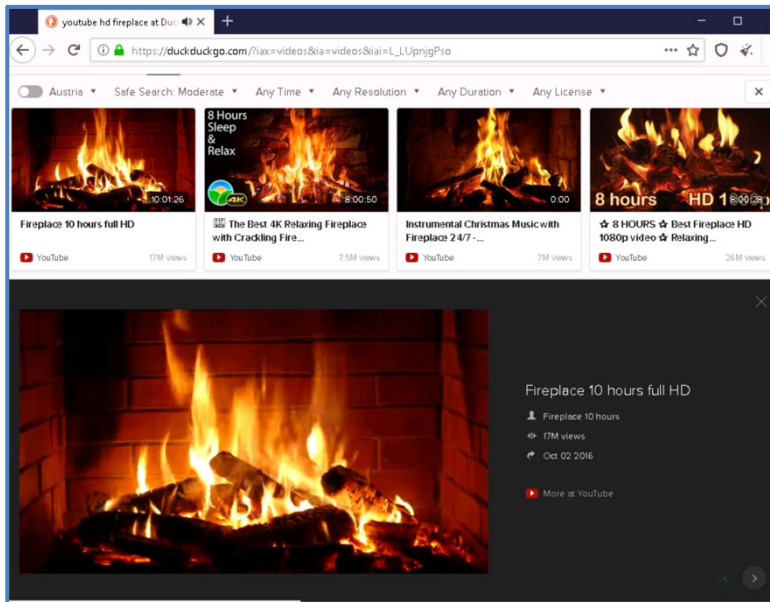 youtube hd fireplace at Duc
https://duckduckgo.com/?iax=videos&ia=videos&iai=L_LUpnjgPso
Austria Safe Search: Moderate Any Time Any Resolution Any Duration Any License
10:01:26
Fireplace 10 hours full HD
YouTube 17M views
8 Hours
Sleep
&
Relax
4K
8:00:50
The Best 4K Relaxing Fireplace
with Crackling Fire...
YouTube 7.5M views
0:00
Instrumental Christmas Music with
Fireplace 24/7 -...
YouTube 7M views
8 hours HD
8:00:28
☆ 8 HOURS ☆ Best Fireplace HD
1080p video ☆ Relaxing...
YouTube 26M views
Fireplace 10 hours full HD
Fireplace 10 hours
17M views
Oct 02 2016
More at YouTube